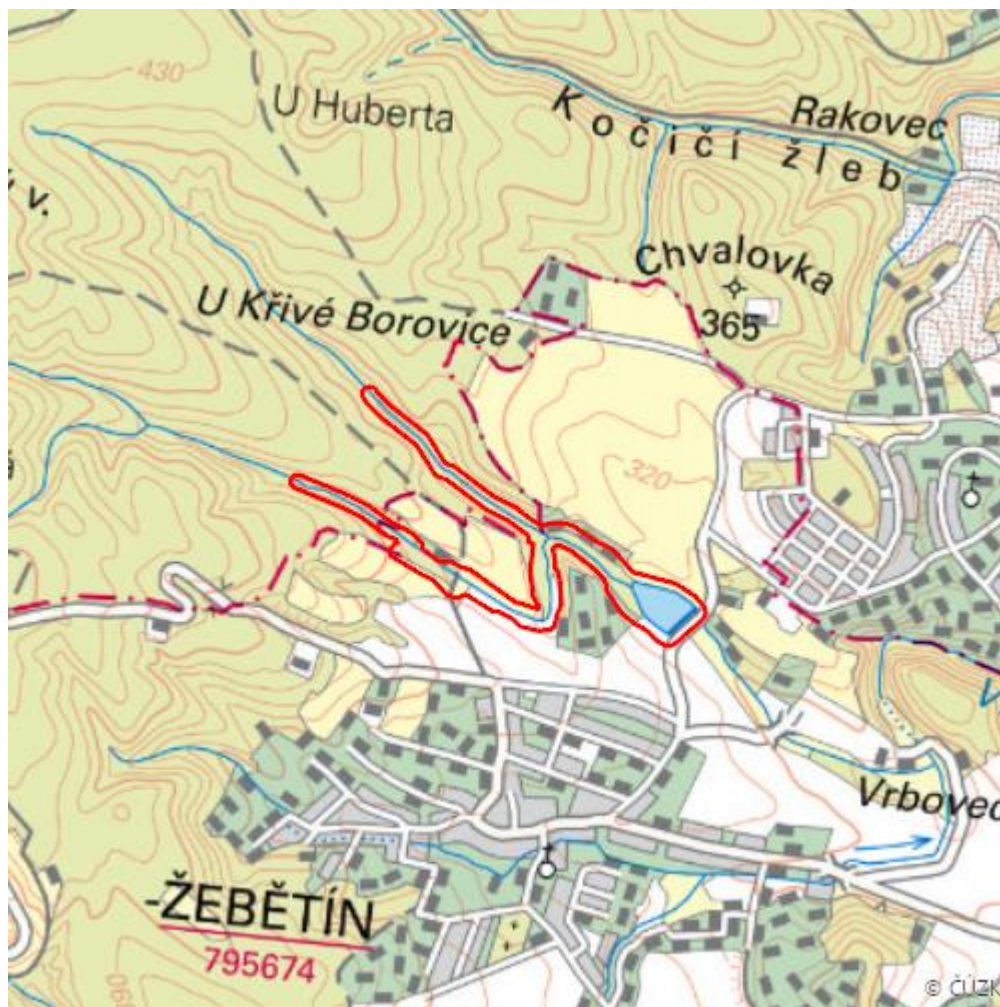 430
U Huberta
Kočičí žleb
Rakovec
v.
Chvalovka
365
U Křivé Borovice
320
Vrbovec
-ŽEBĚTÍN
795674
© ČÚZK